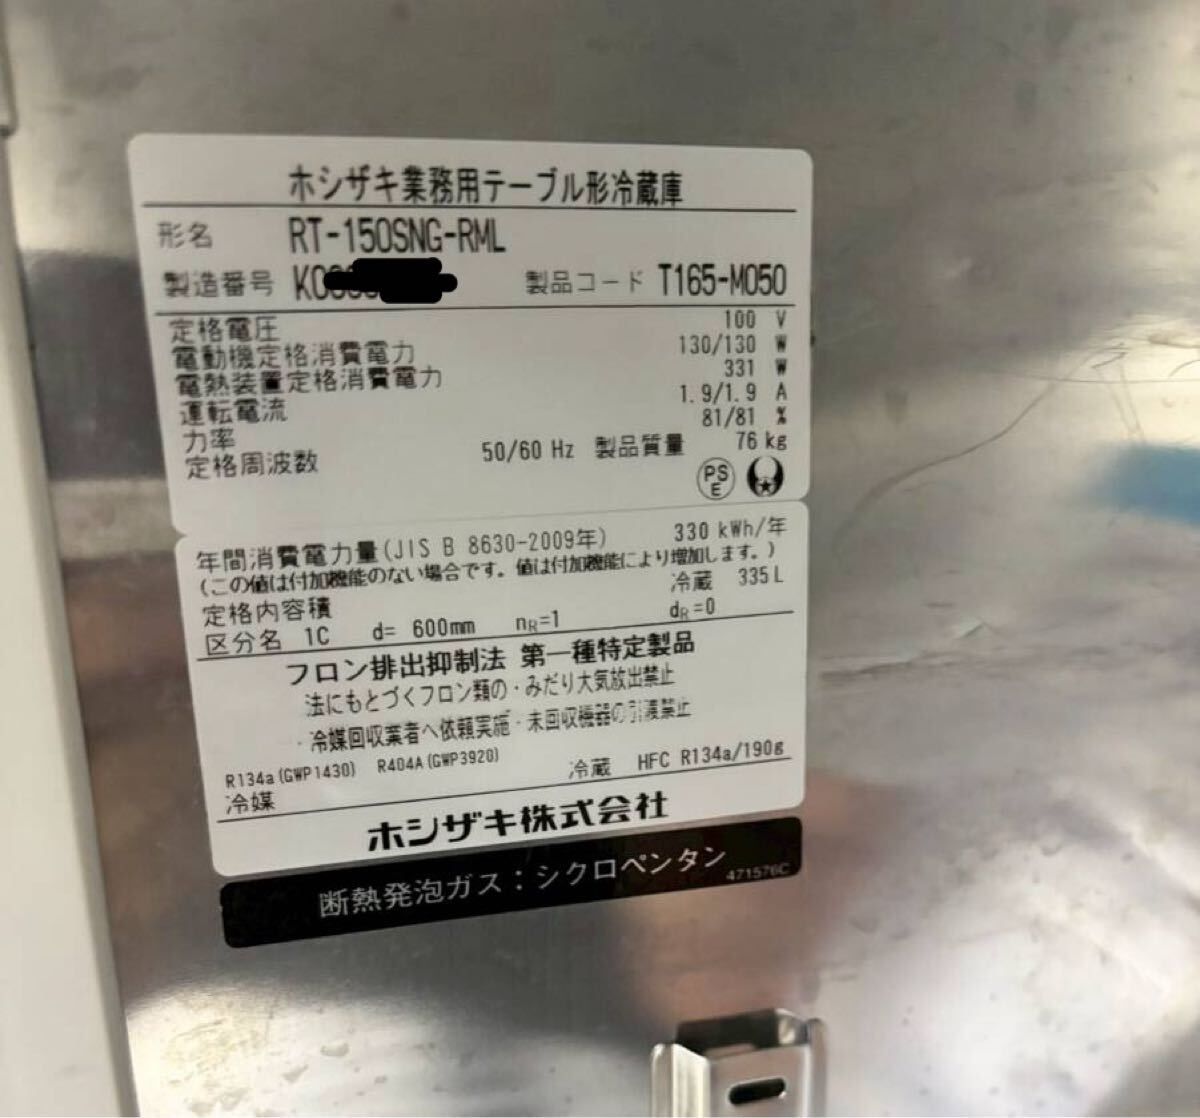 ホシザキ業務用テーブル形冷蔵庫
形名 RT-150SNG-RML
製造番号 製品コード T165-M050
定格電圧 100 V
電動機定格消費電力 130/130 W
電熱装置定格消費電力 331 W
運転電流 1.9/1.9 A
力率 81/81 %
定格周波数 50/60 Hz 製品質量 76 kg
PS
E
年間消費電力量(JIS B 8630-2009年) 330 kWh/年
(この値は付加機能のない場合です。値は付加機能により増加します。)
定格内容積 冷蔵 335 L
区分名 1C d= 600mm nR=1 dR=0
フロン排出抑制法 第一種特定製品
法にもとづくフロン類の・みだり大気放出禁止
・冷媒回収業者へ依頼実施・未回収機器の引渡禁止
R134a(GWP1430) R404A(GWP3920)
冷媒 冷蔵 HFC R134a/190g
ホシザキ株式会社
断熱発泡ガス：シクロペンタン
471576C